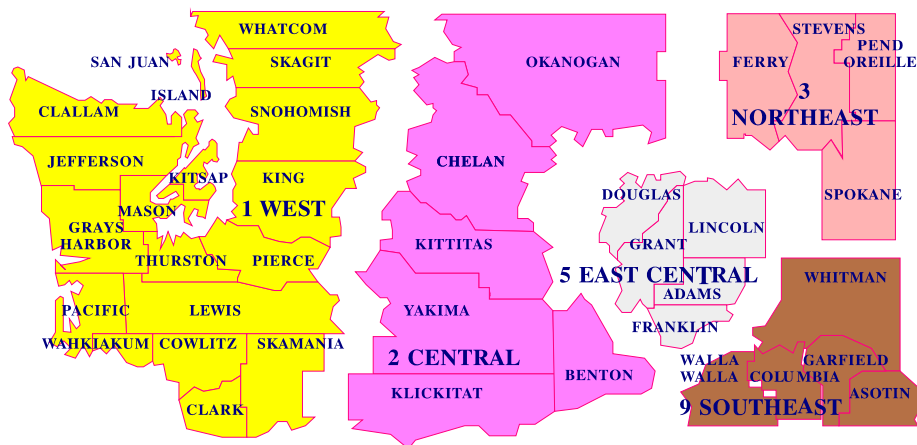 WHATCOM
SAN JUAN
SKAGIT
ISLAND
CLALLAM
SNOHOMISH
JEFFERSON
KITSAP
KING
MASON
1 WEST
GRAYS
HARBOR
THURSTON
PIERCE
PACIFIC
LEWIS
WAHKIAKUM
COWLITZ
SKAMANIA
CLARK
OKANOGAN
CHELAN
KITTITAS
YAKIMA
2 CENTRAL
KLICKITAT
BENTON
STEVENS
FERRY
PEND
OREILLE
3
NORTHEAST
SPOKANE
DOUGLAS
GRANT
LINCOLN
5 EAST CENTRAL
ADAMS
FRANKLIN
WHITMAN
WALLA
WALLA
COLUMBIA
GARFIELD
ASOTIN
9 SOUTHEAST